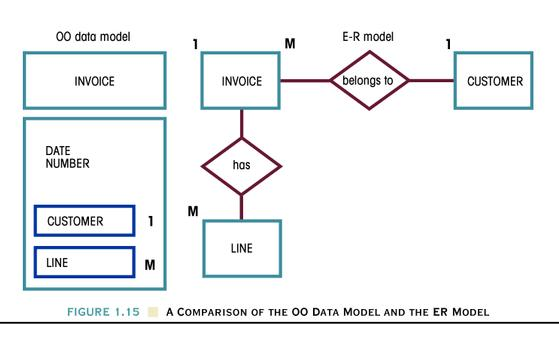 OO data model
E-R model
1
M
1
INVOICE
INVOICE
belongs to
CUSTOMER
DATE
NUMBER
has
CUSTOMER
1
M
LINE
M
LINE
FIGURE 1.15 A COMPARISON OF THE OO DATA MODEL AND THE ER MODEL